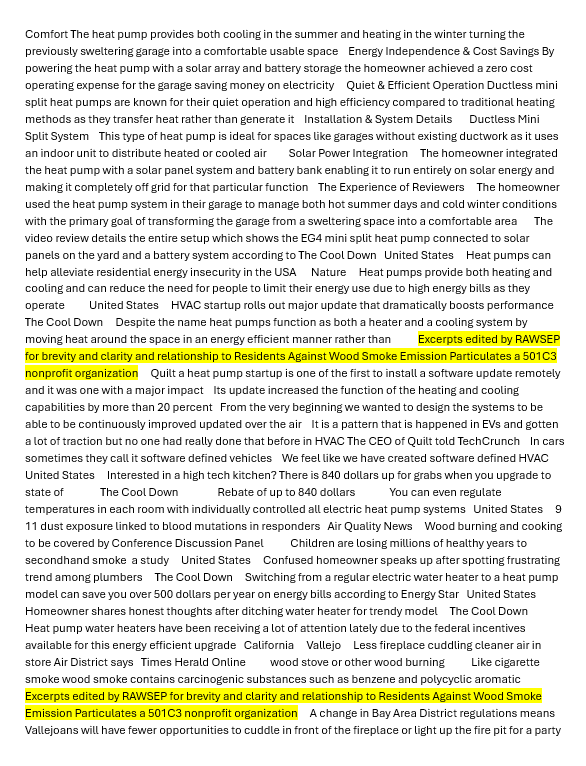 Comfort The heat pump provides both cooling in the summer and heating in the winter turning the
previously sweltering garage into a comfortable usable space Energy Independence & Cost Savings By
powering the heat pump with a solar array and battery storage the homeowner achieved a zero cost
operating expense for the garage saving money on electricity Quiet & Efficient Operation Ductless mini
split heat pumps are known for their quiet operation and high efficiency compared to traditional heating
methods as they transfer heat rather than generate it Installation & System Details Ductless Mini
Split System This type of heat pump is ideal for spaces like garages without existing ductwork as it uses
an indoor unit to distribute heated or cooled air Solar Power Integration The homeowner integrated
the heat pump with a solar panel system and battery bank enabling it to run entirely on solar energy and
making it completely off grid for that particular function The Experience of Reviewers The homeowner
used the heat pump system in their garage to manage both hot summer days and cold winter conditions
with the primary goal of transforming the garage from a sweltering space into a comfortable area The
video review details the entire setup which shows the EG4 mini split heat pump connected to solar
panels on the yard and a battery system according to The Cool Down United States Heat pumps can
help alleviate residential energy insecurity in the USA Nature Heat pumps provide both heating and
cooling and can reduce the need for people to limit their energy use due to high energy bills as they
operate United States HVAC startup rolls out major update that dramatically boosts performance
The Cool Down Despite the name heat pumps function as both a heater and a cooling system by
moving heat around the space in an energy efficient manner rather than Excerpts edited by RAWSEP
for brevity and clarity and relationship to Residents Against Wood Smoke Emission Particulates a 501C3
nonprofit organization Quilt a heat pump startup is one of the first to install a software update remotely
and it was one with a major impact Its update increased the function of the heating and cooling
capabilities by more than 20 percent From the very beginning we wanted to design the systems to be
able to be continuously improved updated over the air It is a pattern that is happened in EVs and gotten
a lot of traction but no one had really done that before in HVAC The CEO of Quilt told TechCrunch In cars
sometimes they call it software defined vehicles We feel like we have created software defined HVAC
United States Interested in a high tech kitchen? There is 840 dollars up for grabs when you upgrade to
state of The Cool Down Rebate of up to 840 dollars You can even regulate
temperatures in each room with individually controlled all electric heat pump systems United States 9
11 dust exposure linked to blood mutations in responders Air Quality News Wood burning and cooking
to be covered by Conference Discussion Panel Children are losing millions of healthy years to
secondhand smoke a study United States Confused homeowner speaks up after spotting frustrating
trend among plumbers The Cool Down Switching from a regular electric water heater to a heat pump
model can save you over 500 dollars per year on energy bills according to Energy Star United States
Homeowner shares honest thoughts after ditching water heater for trendy model The Cool Down
Heat pump water heaters have been receiving a lot of attention lately due to the federal incentives
available for this energy efficient upgrade California Vallejo Less fireplace cuddling cleaner air in
store Air District says Times Herald Online wood stove or other wood burning Like cigarette
smoke wood smoke contains carcinogenic substances such as benzene and polycyclic aromatic
Excerpts edited by RAWSEP for brevity and clarity and relationship to Residents Against Wood Smoke
Emission Particulates a 501C3 nonprofit organization A change in Bay Area District regulations means
Vallejoans will have fewer opportunities to cuddle in front of the fireplace or light up the fire pit for a party